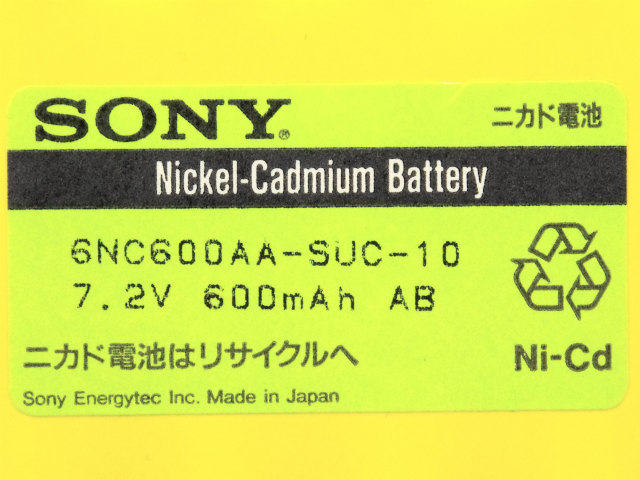 SONY® ニカド電池
Nickel-Cadmium Battery
6NC600AA-SUC-10
7.2V 600mAh AB
ニカド電池はリサイクルへ Ni-Cd
Sony Energytec Inc. Made in Japan